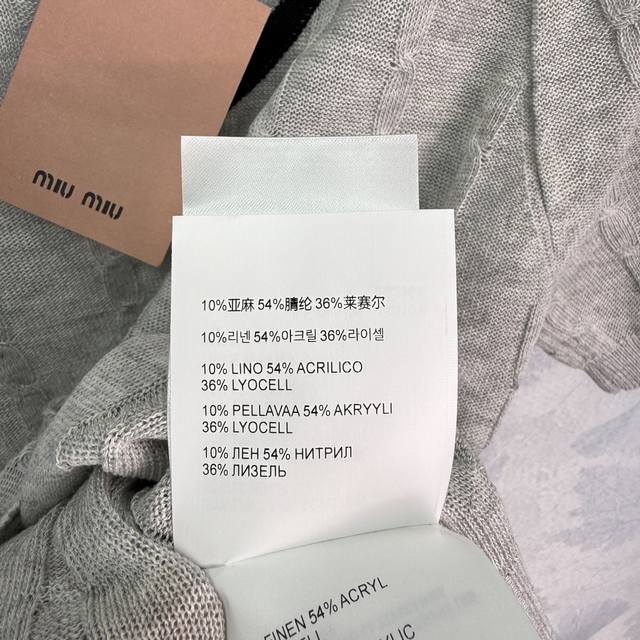 miu miu
10%亚麻 54%腈纶 36%莱赛尔
10%리넨 54%아크릴 36%라이셀
10% LINO 54% ACRILICO
36% LYOCELL
10% PELLAVAA 54% AKRYYLI
36% LYOCELL
10% ЛЕН 54% НИТРИЛ
36% ЛИЗЕЛЬ
54% ACRYL